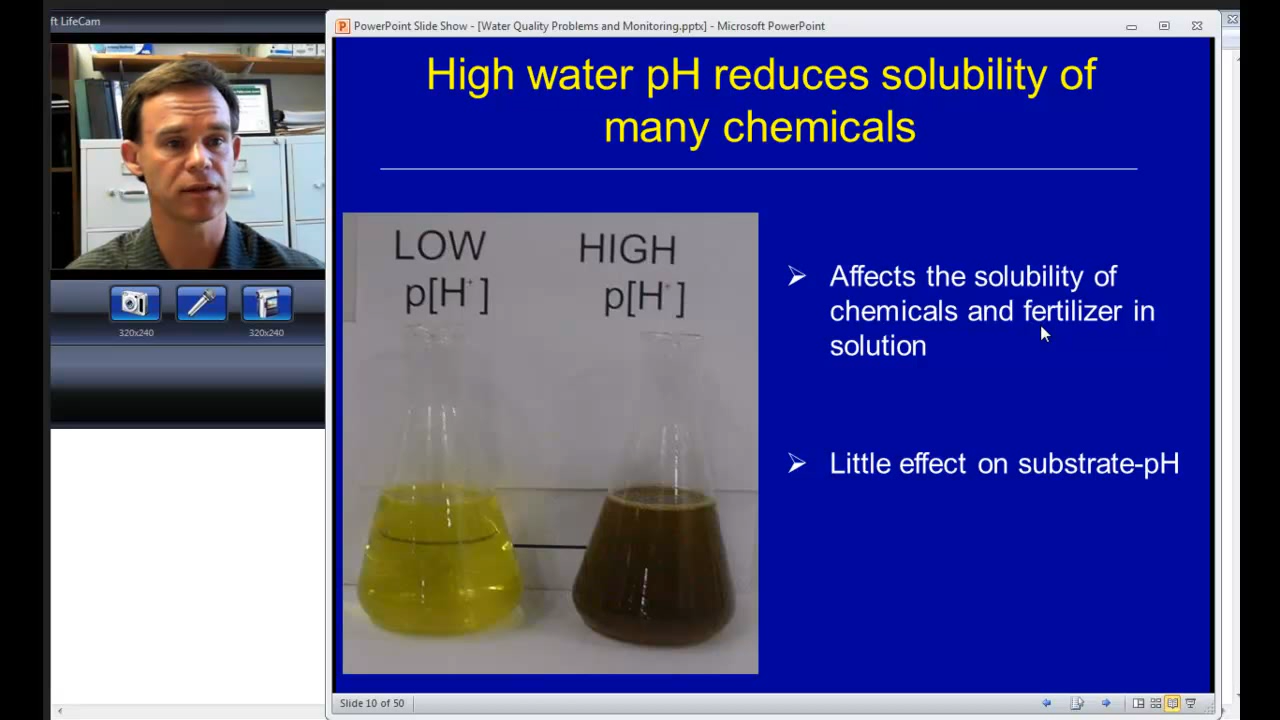 ft LifeCam
PowerPoint Slide Show - [Water Quality Problems and Monitoring.pptx] - Microsoft PowerPoint
High water pH reduces solubility of
many chemicals
LOW
p[H⁺]
HIGH
p[H⁺]
Affects the solubility of
chemicals and fertilizer in
solution
Little effect on substrate-pH
320x240
320x240
Slide 10 of 50